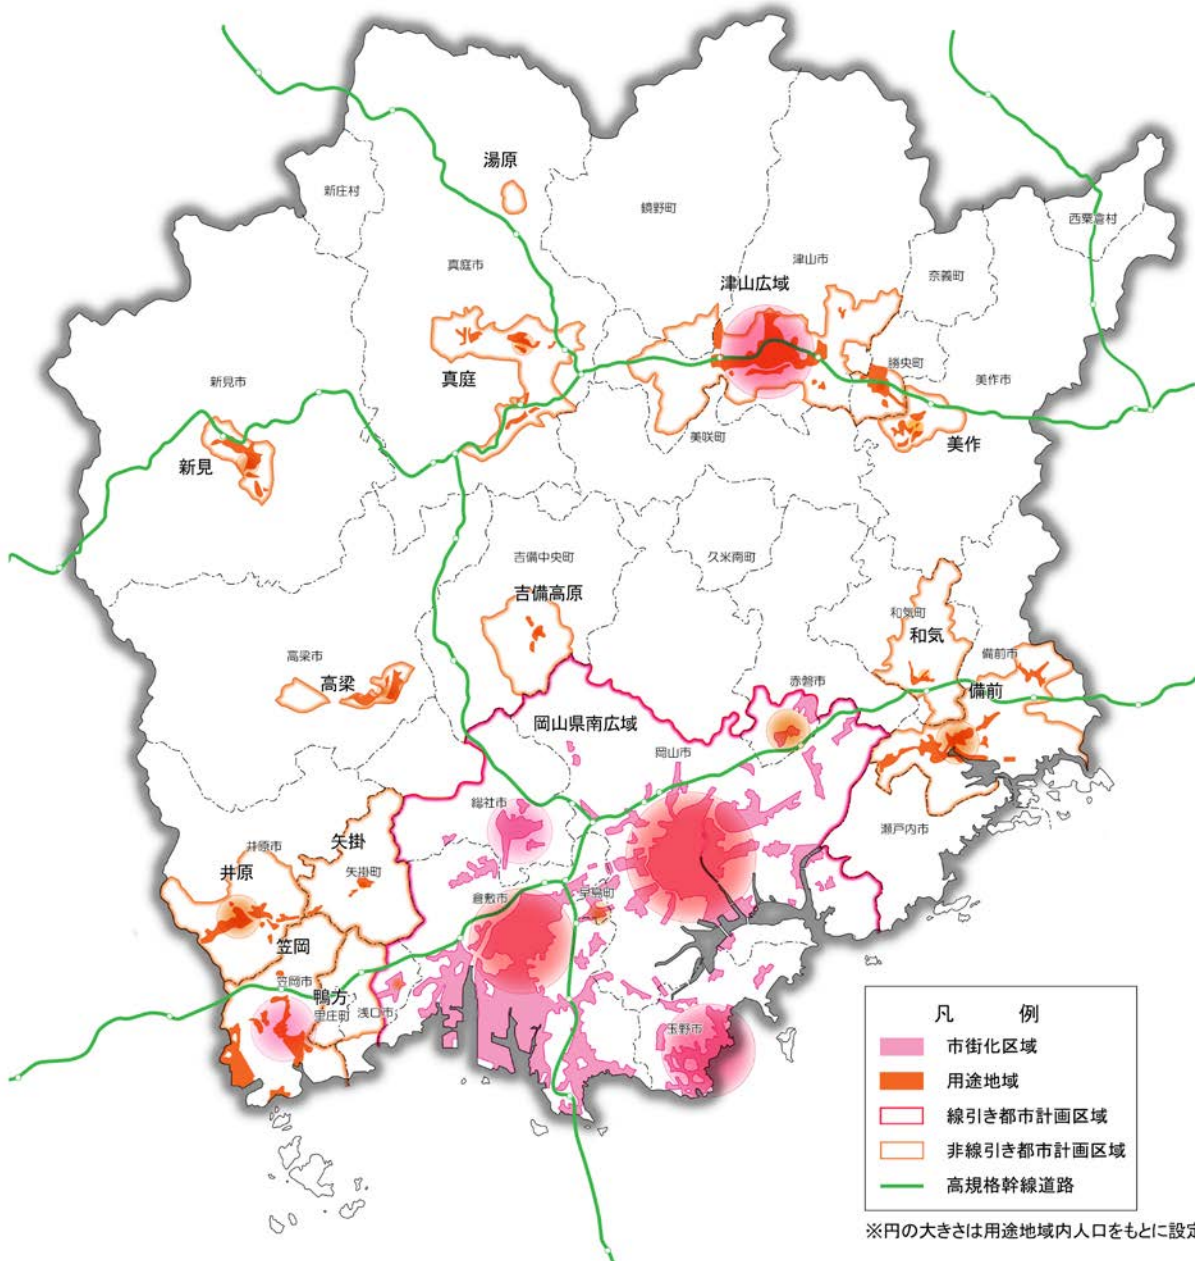 湯原
新庄村
鏡野町
西粟倉村
真庭市
津山市
奈義町
津山広域
新見市
真庭
勝央町
美作市
美咲町
美作
新見
吉備中央町
久米南町
吉備高原
和気町
和気
高梁市
高梁
赤磐市
備前市
備前
岡山県南広域
岡山市
総社市
瀬戸内市
井原市
矢掛
井原
矢掛町
倉敷市
早島町
笠岡
笠岡市
鴨方
里庄町
浅口市
玉野市
凡 例
市街化区域
用途地域
線引き都市計画区域
非線引き都市計画区域
高規格幹線道路
※円の大きさは用途地域内人口をもとに設定